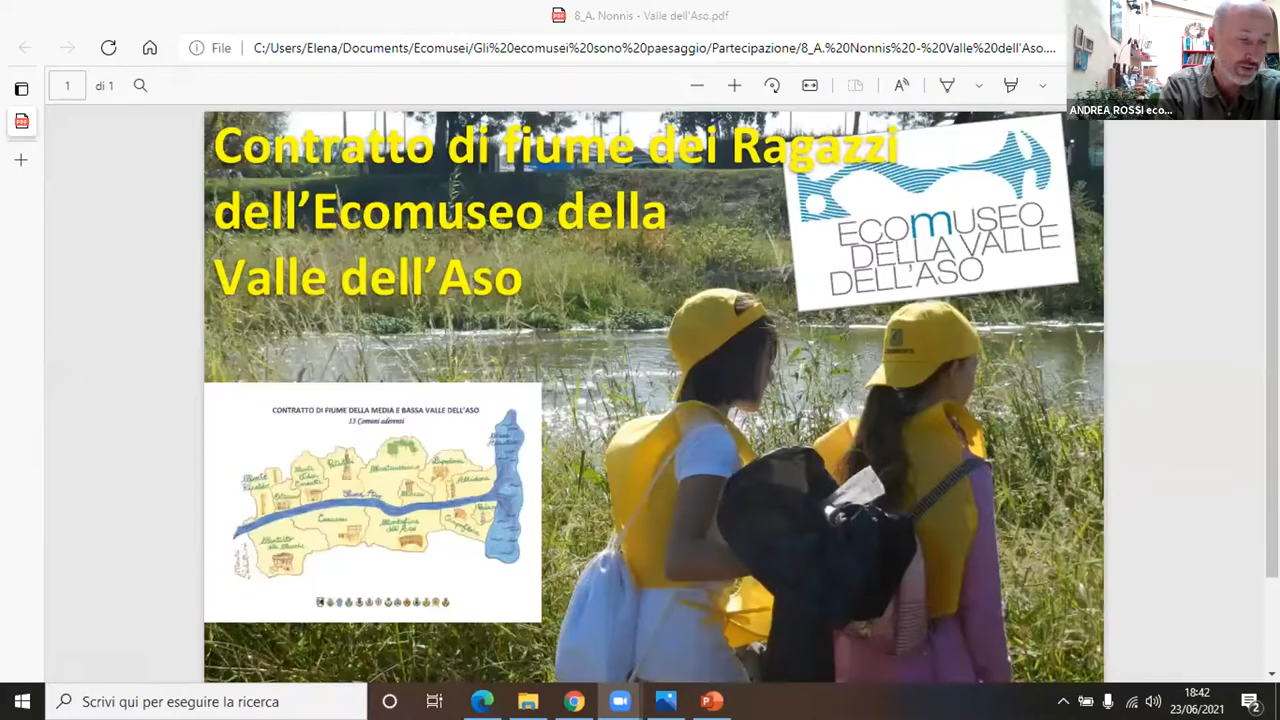 8_A. Nonnis - Valle dell'Aso.pdf
File
C:/Users/Elena/Documents/Ecomusei/Gli%20ecomusei%20sono%20paesaggio/Partecipazione/8_A.%20Nonnis%20-%20Valle%20dell'Aso....
1
di 1
ANDREA ROSSI eco...
Contratto di fiume dei Ragazzi
dell’Ecomuseo della
Valle dell’Aso
ECOmUSEO
DELLA VALLE
DELL'ASO
CONTRATTO DI FIUME DELLA MEDIA E BASSA VALLE DELL'ASO
13 Comuni aderenti
Scrivi qui per eseguire la ricerca
18:42
23/06/2021
2